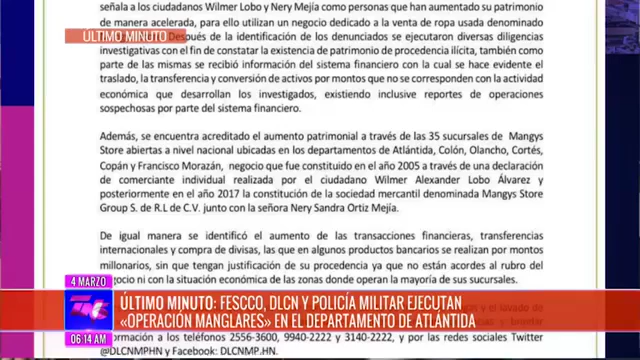 señala a los ciudadanos Wilmer Lobo y Nery Mejía como personas que han aumentado su patrimonio
de manera acelerada, para ello utilizan un negocio dedicado a la venta de ropa usada denominado
ÚLTIMO MINUTO
Después de la identificación de los denunciados se ejecutaron diversas diligencias
investigativas con el fin de constatar la existencia de patrimonio de procedencia ilícita, también como
parte de las mismas se recibió información del sistema financiero con la cual se hace evidente el
traslado, la transferencia y conversión de activos por montos que no se corresponden con la actividad
económica que desarrollan los investigados, existiendo inclusive reportes de operaciones
sospechosas por parte del sistema financiero.
Además, se encuentra acreditado el aumento patrimonial a través de las 35 sucursales de Mangys
Store abiertas a nivel nacional ubicadas en los departamentos de Atlántida, Colón, Olancho, Cortés,
Copán y Francisco Morazán, negocio que fue constituido en el año 2005 a través de una declaración
de comerciante individual realizada por el ciudadano Wilmer Alexander Lobo Álvarez y
posteriormente en el año 2017 la constitución de la sociedad mercantil denominada Mangys Store
Group S. de R.L de C.V. junto con la señora Nery Sandra Ortiz Mejía.
De igual manera se identificó el aumento de las transacciones financieras, transferencias
internacionales y compra de divisas, las que en algunos productos bancarios se realizan por montos
millonarios, sin que tengan justificación de su procedencia ya que no están acordes al rubro del
negocio ni con la situación económica de las zonas donde operan la mayoría de sus sucursales.
4 MARZO
06:14 AM
ÚLTIMO MINUTO: FESCCO, DLCN Y POLICÍA MILITAR EJECUTAN
«OPERACIÓN MANGLARES» EN EL DEPARTAMENTO DE ATLÁNTIDA
información a los teléfonos 2556-3600, 9940-2222 y 3140-2222, y por las redes sociales Twitter
@DLCNMPHN y Facebook: DLCNMP.HN.